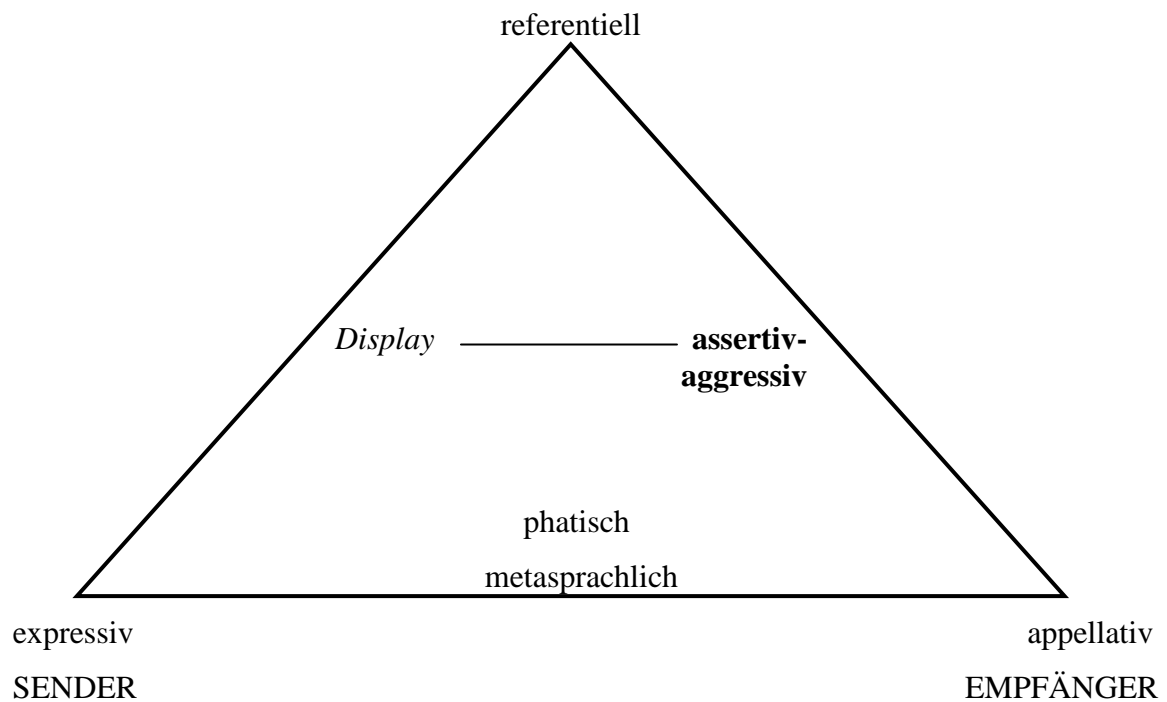 referentiell
Display assertiv-
aggressiv
phatisch
metasprachlich
expressiv appellativ
SENDER EMPFÄNGER